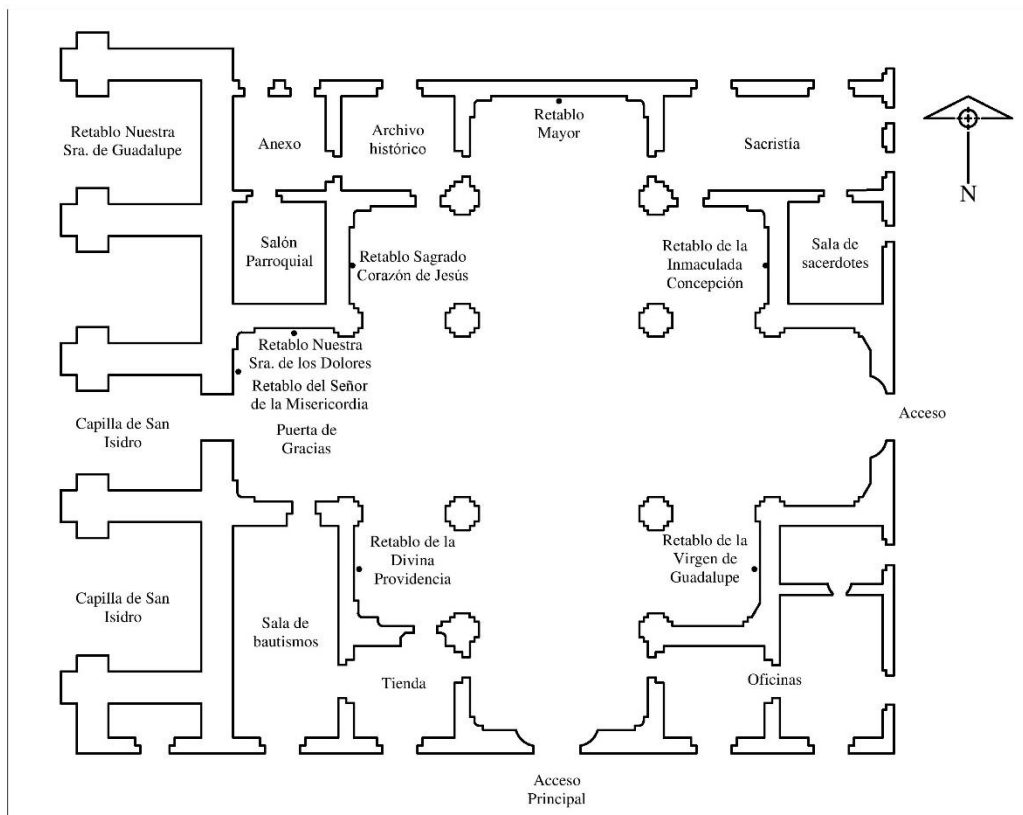 Retablo Nuestra
Sra. de Guadalupe
Anexo
Archivo
histórico
Retablo
Mayor
Sacristía
N
Salón
Parroquial
Retablo Sagrado
Corazón de Jesús
Retablo de la
Inmaculada
Concepción
Sala de
sacerdotes
Retablo Nuestra
Sra. de los Dolores
Retablo del Señor
de la Misericordia
Capilla de San
Isidro
Puerta de
Gracias
Acceso
Retablo de la
Divina
Providencia
Retablo de la
Virgen de
Guadalupe
Capilla de San
Isidro
Sala de
bautismos
Tienda
Oficinas
Acceso
Principal